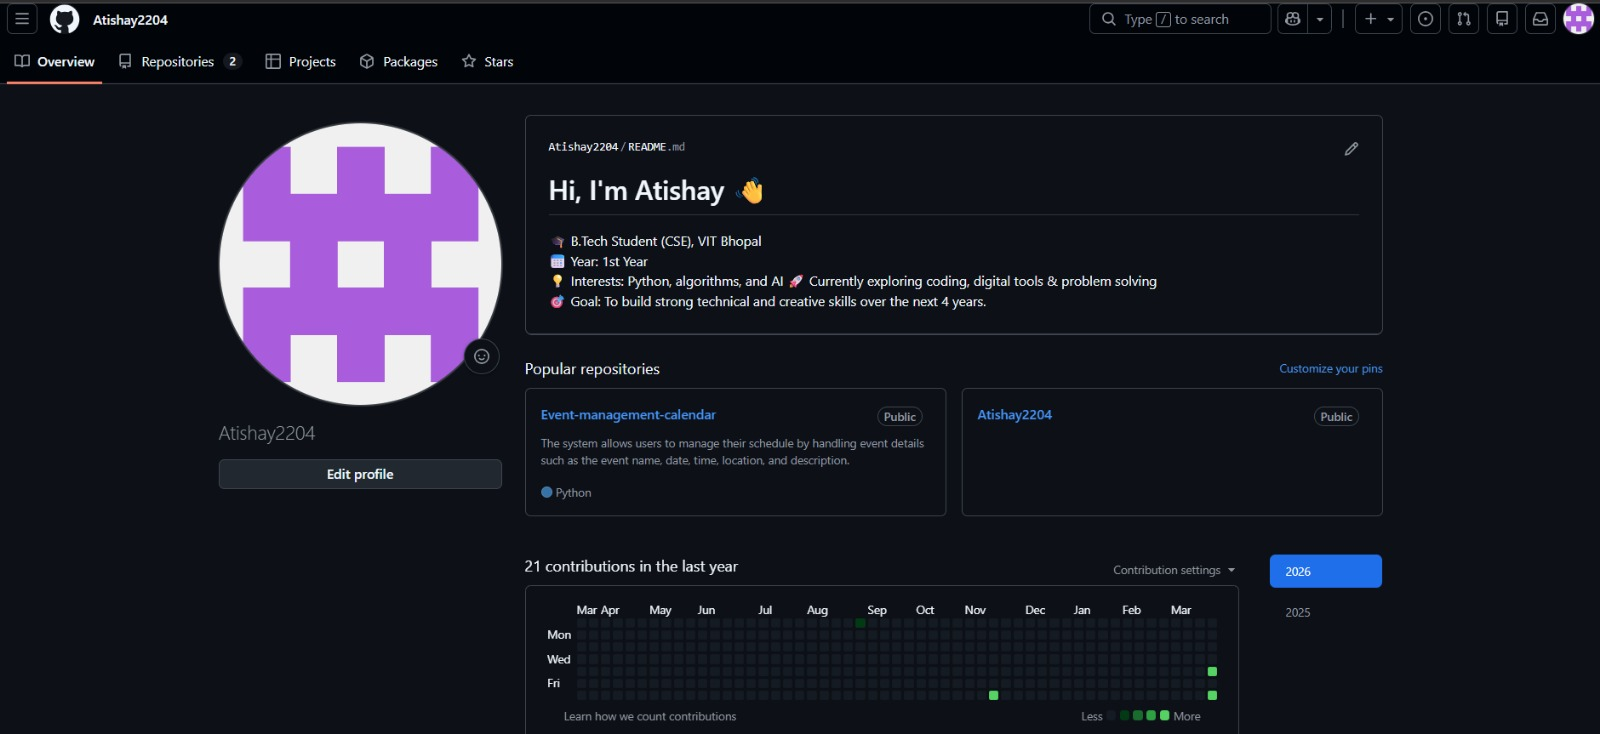 Atishay2204
Type / to search
Overview
Repositories 2
Projects
Packages
Stars
Atishay2204/README.md
Hi, I'm Atishay 👋
🎓 B.Tech Student (CSE), VIT Bhopal
📅 Year: 1st Year
💡 Interests: Python, algorithms, and AI 🚀 Currently exploring coding, digital tools & problem solving
🎯 Goal: To build strong technical and creative skills over the next 4 years.
Atishay2204
Edit profile
Popular repositories
Customize your pins
Event-management-calendar
Public
The system allows users to manage their schedule by handling event details
such as the event name, date, time, location, and description.
Python
Atishay2204
Public
21 contributions in the last year
Contribution settings
2026
2025
Mar Apr May Jun Jul Aug Sep Oct Nov Dec Jan Feb Mar
Mon
Wed
Fri
Learn how we count contributions
Less More